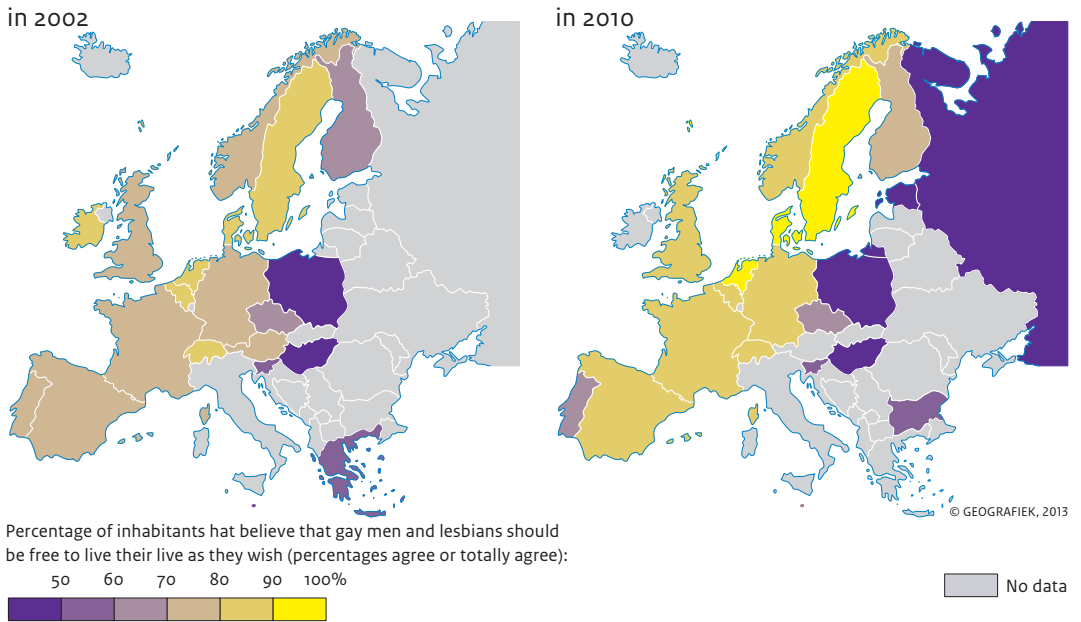 in 2002
in 2010
© GEOGRAFIEK, 2013
Percentage of inhabitants hat believe that gay men and lesbians should
be free to live their live as they wish (percentages agree or totally agree):
50 60 70 80 90 100%
No data